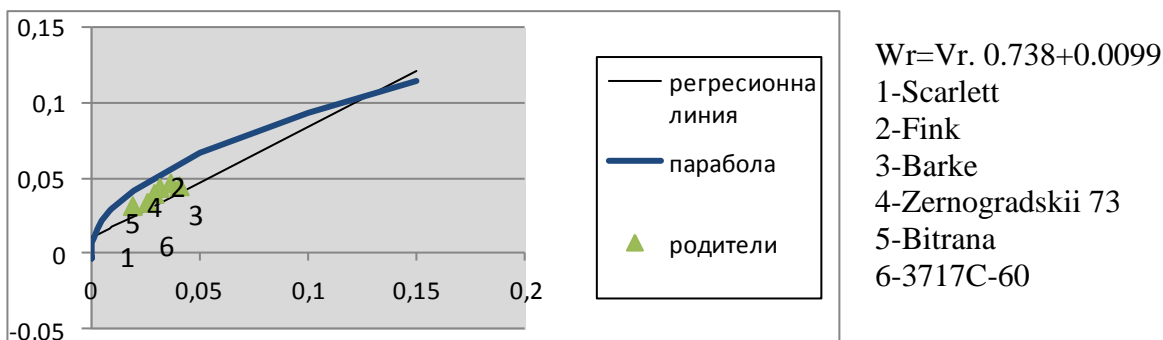 0,15
0,1
0,05
0
-0,05
0
0,05
0,1
0,15
0,2
1
2
3
4
5
6
регресионна
линия
парабола
родители
Wr=Vr. 0.738+0.0099
1-Scarlett
2-Fink
3-Barke
4-Zernogradskii 73
5-Bitrana
6-3717C-60